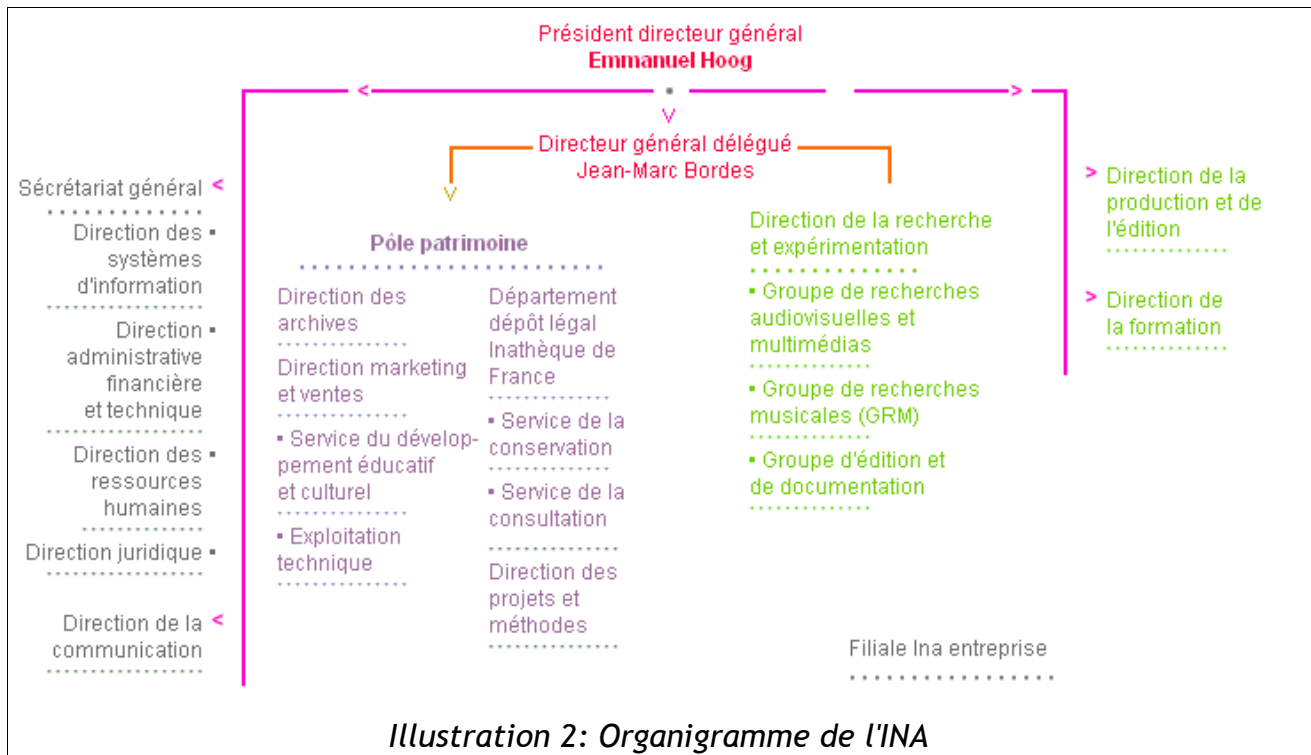 Président directeur général
Emmanuel Hoog
Directeur général délégué
Jean-Marc Bordes
Sécrétariat général
Direction des
systèmes
d'information
Direction
administrative
financière
et technique
Direction des
ressources
humaines
Direction juridique
Direction de la
communication
Pôle patrimoine
Direction des
archives
Direction marketing
et ventes
▪ Service du dévelop-
pement éducatif
et culturel
▪ Exploitation
technique
Département
dépôt légal
Inathèque de
France
▪ Service de la
conservation
▪ Service de la
consultation
Direction des
projets et
méthodes
Direction de la recherche
et expérimentation
▪ Groupe de recherches
audiovisuelles et
multimédias
▪ Groupe de recherches
musicales (GRM)
▪ Groupe d'édition et
de documentation
Direction de la
production et de
l'édition
Direction de
la formation
Filiale Ina entreprise
Illustration 2: Organigramme de l'INA